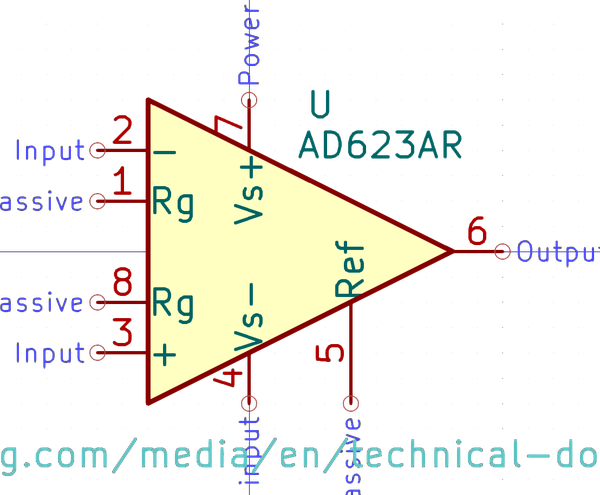 Power
U
7
AD623AR
2
Input
-
Vs+
1
assive
Rg
6
Output
Ref
8
assive
Rg
Vs-
3
Input
+
5
4
input
assive
g.com/media/en/technical-do